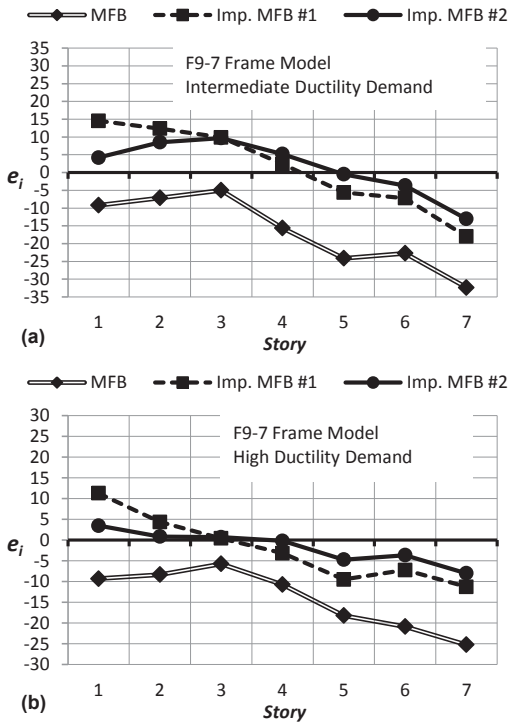 MFB Imp. MFB #1 Imp. MFB #2
F9-7 Frame Model
Intermediate Ductility Demand
35
30
25
20
15
10
5
0
-5
-10
-15
-20
-25
-30
-35
e_i
1 2 3 4 5 6 7
Story
(a)
MFB Imp. MFB #1 Imp. MFB #2
F9-7 Frame Model
High Ductility Demand
30
25
20
15
10
5
0
-5
-10
-15
-20
-25
-30
e_i
1 2 3 4 5 6 7
Story
(b)